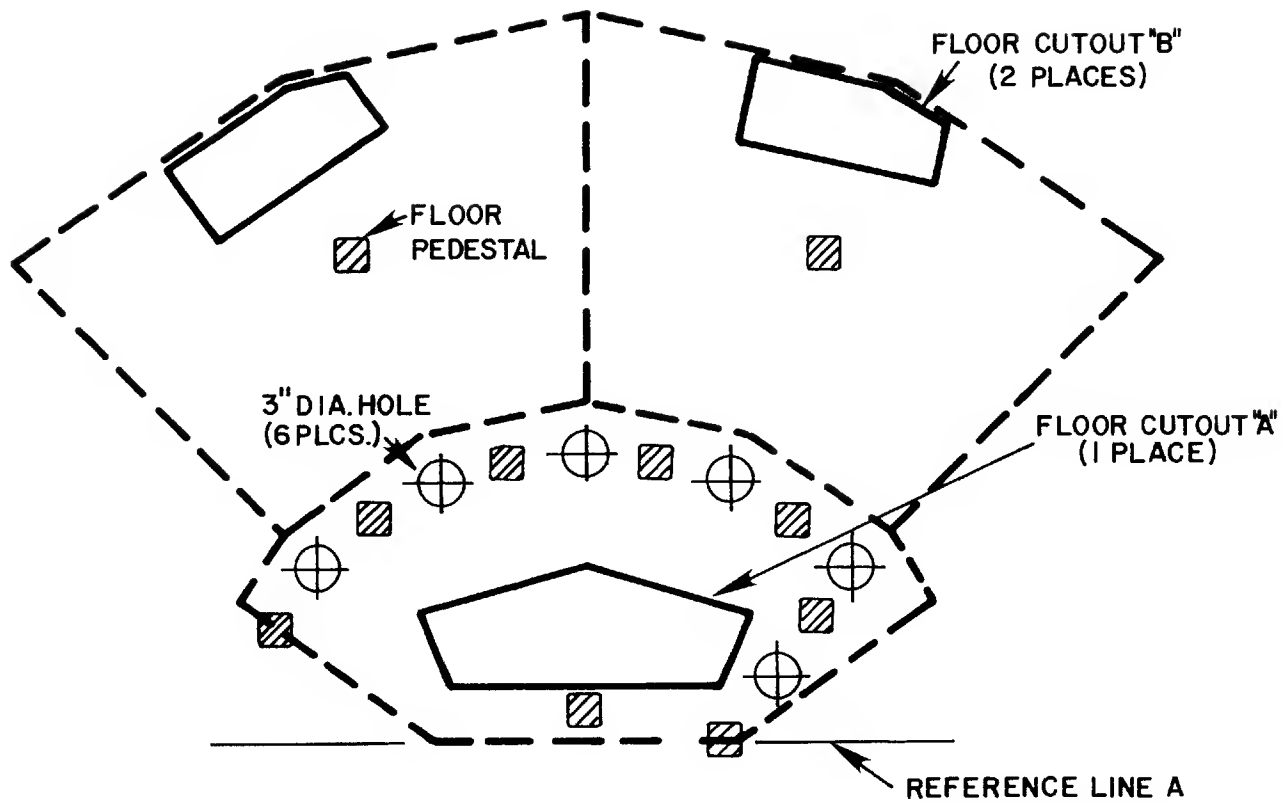 FLOOR CUTOUT "B"
(2 PLACES)
FLOOR
PEDESTAL
3" DIA. HOLE
(6 PLCS.)
FLOOR CUTOUT "A"
(1 PLACE)
REFERENCE LINE A